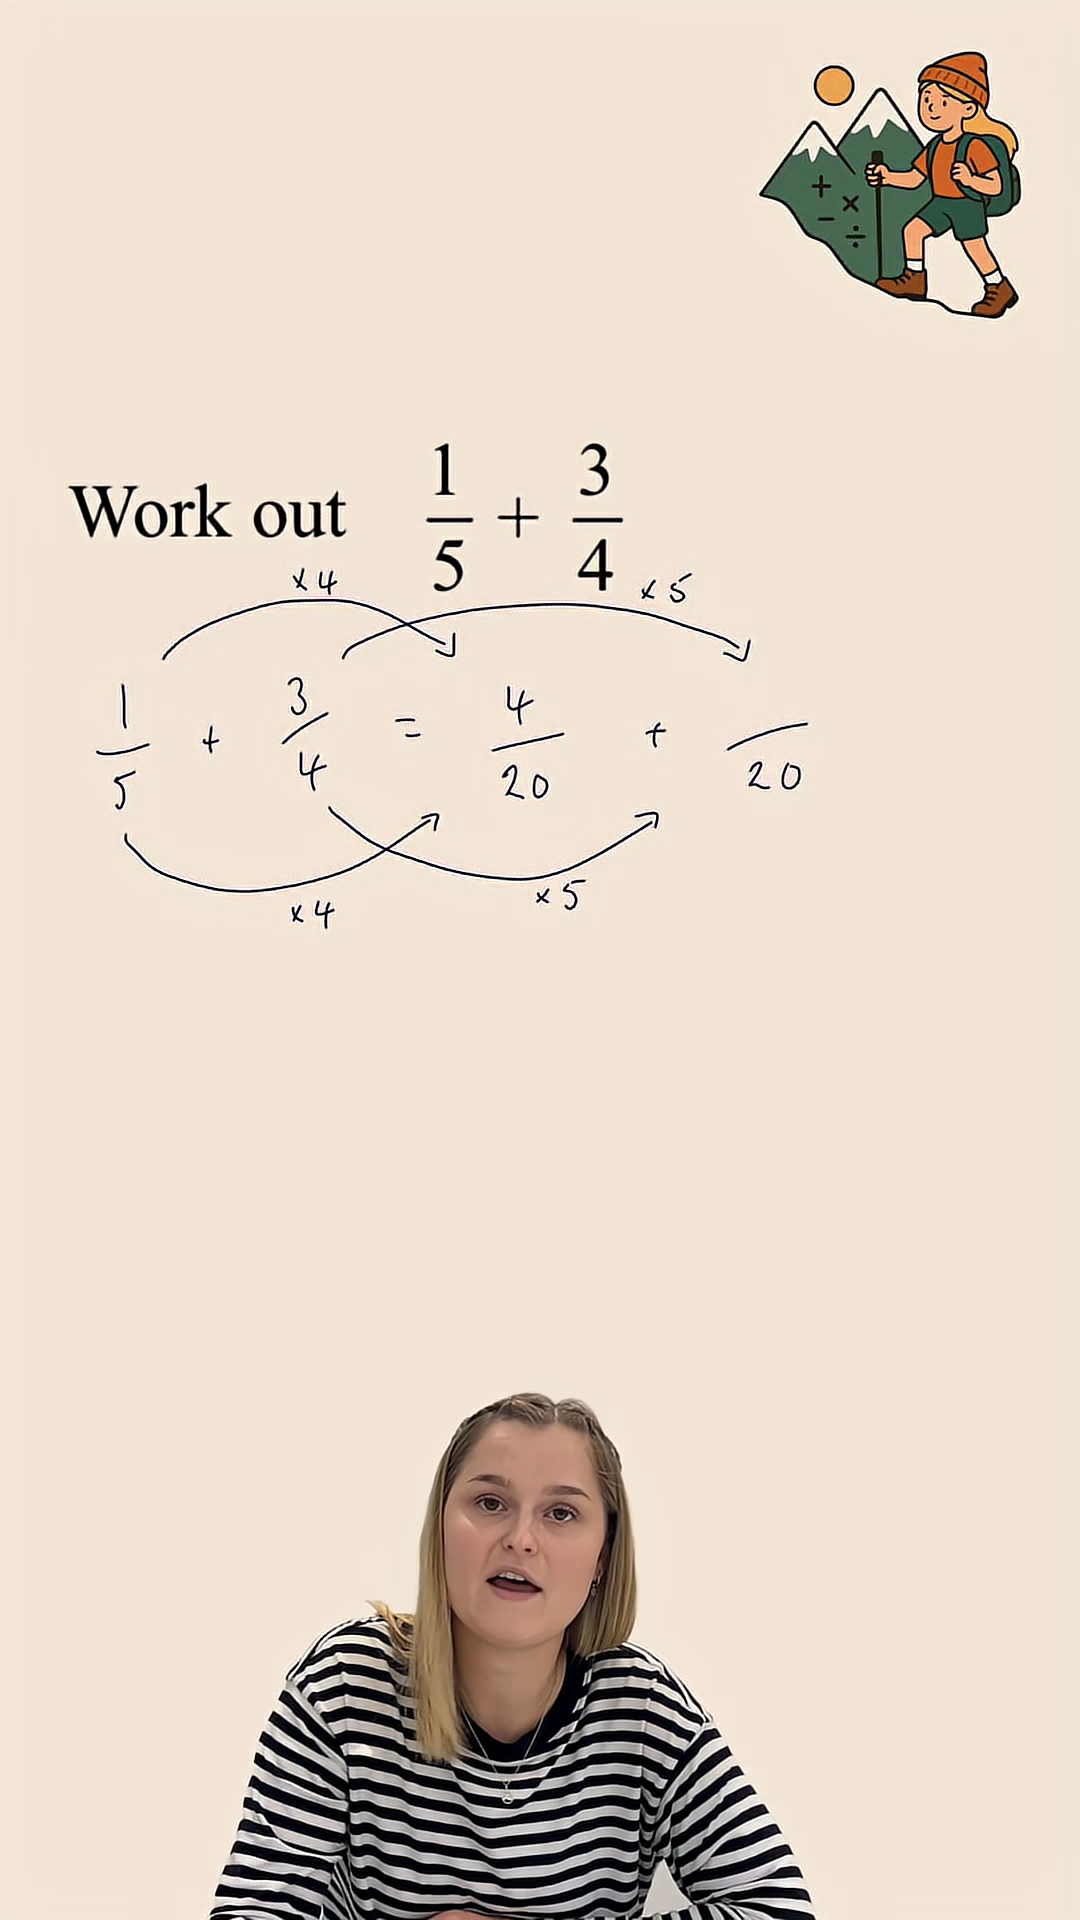 + ×
− ÷
Work out 1/5 + 3/4
×4 ×5
1/5 + 3/4 = 4/20 + /20
×4 ×5